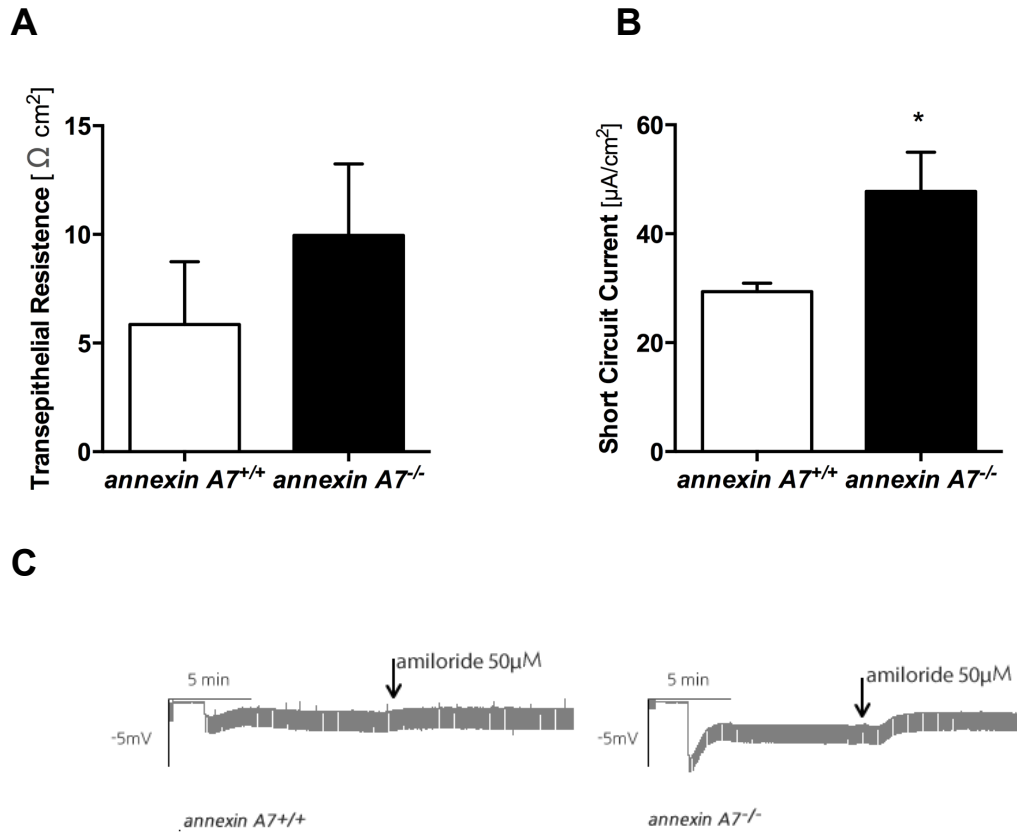 A
B
Transepithelial Resistence [ Ω cm²]
15
10
5
0
annexin A7+/+ annexin A7-/-
Short Circuit Current [µA/cm²]
60
40
20
0
*
annexin A7+/+ annexin A7-/-
C
5 min
amiloride 50µM
-5mV
annexin A7+/+
5 min
amiloride 50µM
-5mV
annexin A7-/-